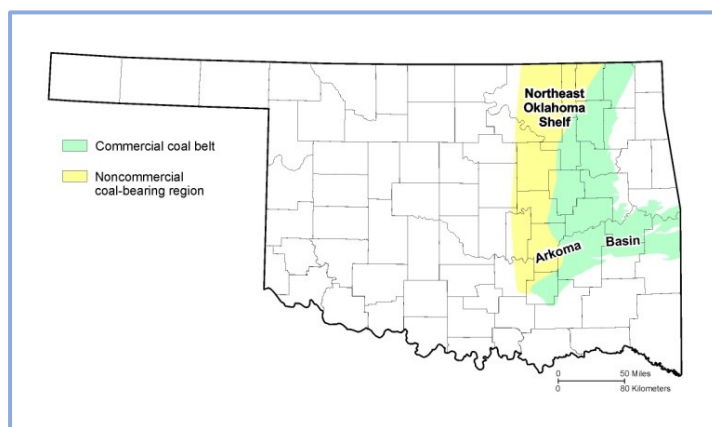 Northeast
Oklahoma
Shelf
Commercial coal belt
Noncommercial
coal-bearing region
Arkoma Basin
0 50 Miles
0 80 Kilometers